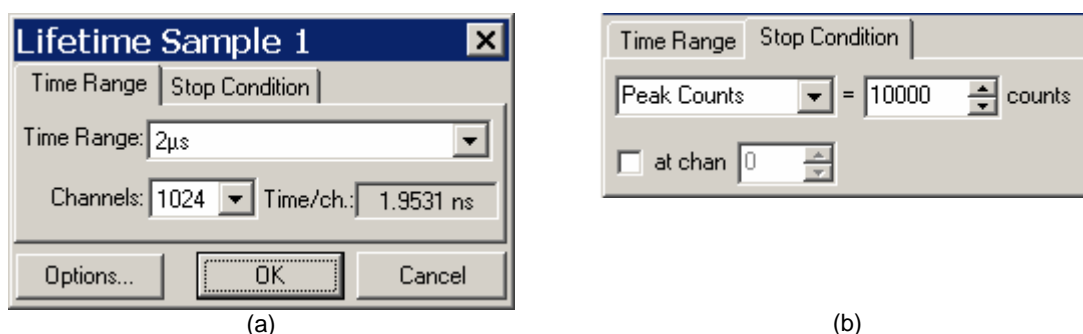 Lifetime Sample 1
Time Range Stop Condition
Time Range: 2µs
Channels: 1024 Time/ch.: 1.9531 ns
Options... OK Cancel
(a)
Time Range Stop Condition
Peak Counts = 10000 counts
at chan 0
(b)